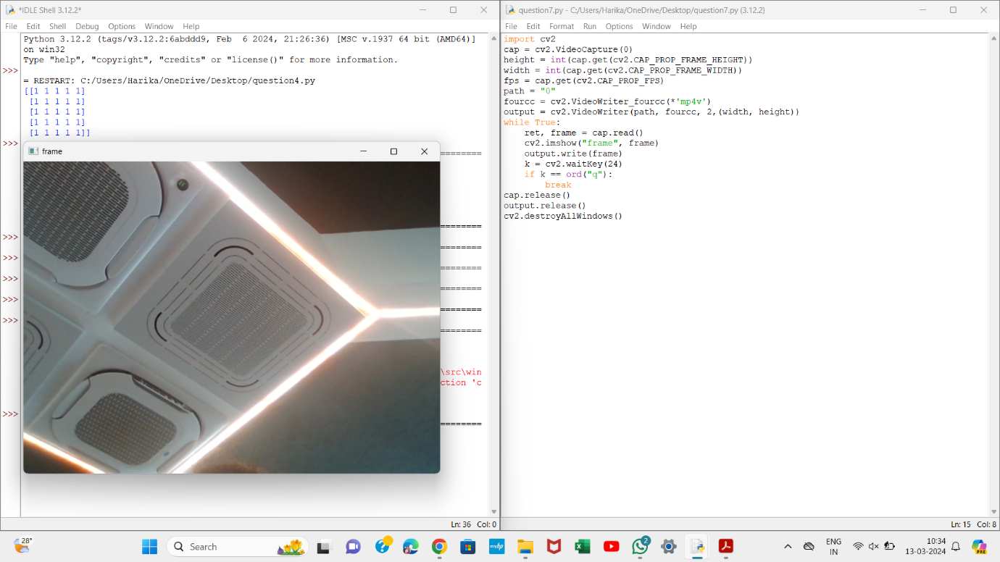 *IDLE Shell 3.12.2*
File Edit Shell Debug Options Window Help
Python 3.12.2 (tags/v3.12.2:6abddd9, Feb  6 2024, 21:26:36) [MSC v.1937 64 bit (AMD64)]
on win32
Type "help", "copyright", "credits" or "license()" for more information.
>>>
= RESTART: C:/Users/Harika/OneDrive/Desktop/question4.py
[[1 1 1 1 1]
 [1 1 1 1 1]
 [1 1 1 1 1]
 [1 1 1 1 1]
 [1 1 1 1 1]]
>>>
========
frame
========
>>>
========
>>>
========
>>>
========
>>>
========
>>>
========
\src\win
ction 'c
>>>
========
Ln: 36 Col: 0
question7.py - C:/Users/Harika/OneDrive/Desktop/question7.py (3.12.2)
File Edit Format Run Options Window Help
import cv2
cap = cv2.VideoCapture(0)
height = int(cap.get(cv2.CAP_PROP_FRAME_HEIGHT))
width = int(cap.get(cv2.CAP_PROP_FRAME_WIDTH))
fps = cap.get(cv2.CAP_PROP_FPS)
path = "0"
fourcc = cv2.VideoWriter_fourcc(*'mp4v')
output = cv2.VideoWriter(path, fourcc, 2,(width, height))
while True:
    ret, frame = cap.read()
    cv2.imshow("frame", frame)
    output.write(frame)
    k = cv2.waitKey(24)
    if k == ord("q"):
        break
cap.release()
output.release()
cv2.destroyAllWindows()
Ln: 15 Col: 8
28°
Search
myhp
2
ENG
IN
10:34
13-03-2024
PRE